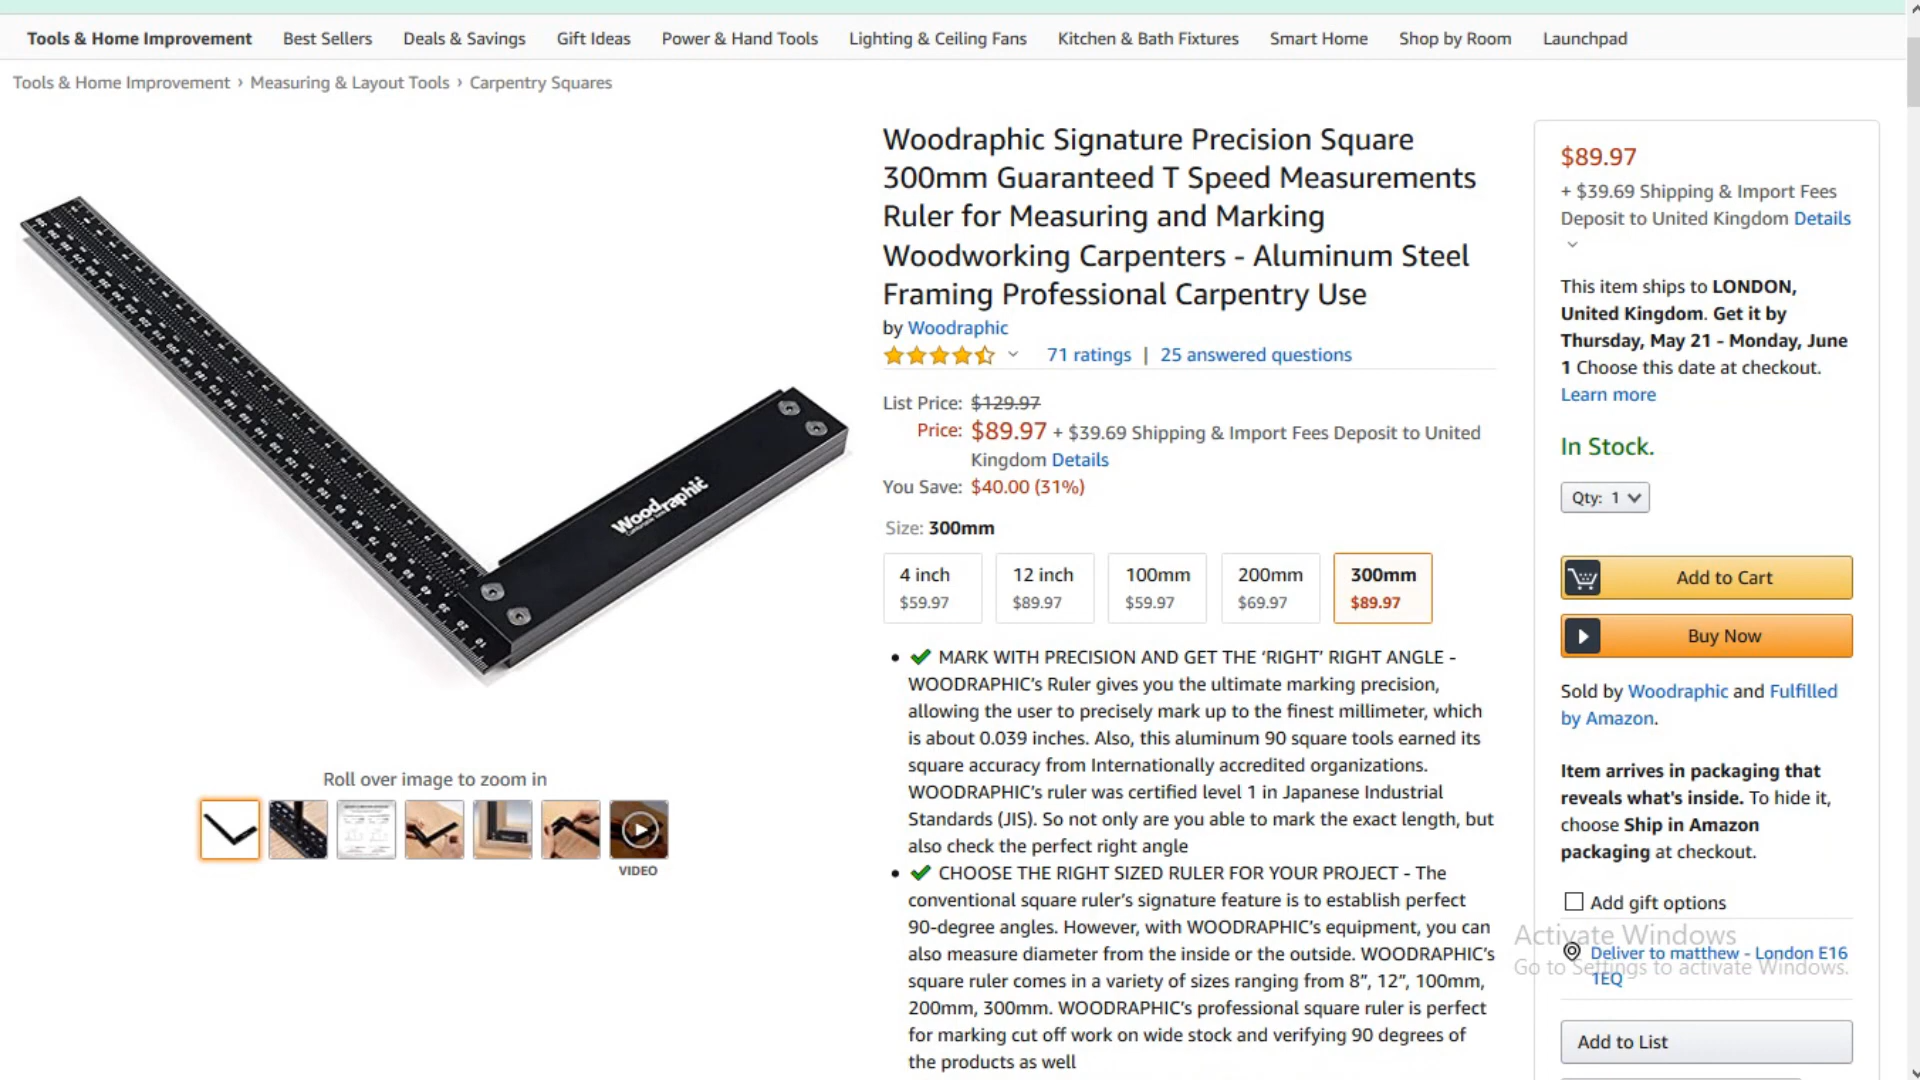 Tools & Home Improvement Best Sellers Deals & Savings Gift Ideas Power & Hand Tools Lighting & Ceiling Fans Kitchen & Bath Fixtures Smart Home Shop by Room Launchpad
Tools & Home Improvement › Measuring & Layout Tools › Carpentry Squares
Woodraphic
Roll over image to zoom in
VIDEO
Woodraphic Signature Precision Square
300mm Guaranteed T Speed Measurements
Ruler for Measuring and Marking
Woodworking Carpenters - Aluminum Steel
Framing Professional Carpentry Use
by Woodraphic
71 ratings | 25 answered questions
List Price: $129.97
Price: $89.97 + $39.69 Shipping & Import Fees Deposit to United
Kingdom Details
You Save: $40.00 (31%)
Size: 300mm
4 inch 12 inch 100mm 200mm 300mm
$59.97 $89.97 $59.97 $69.97 $89.97
• ✔ MARK WITH PRECISION AND GET THE ‘RIGHT’ RIGHT ANGLE -
WOODRAPHIC’s Ruler gives you the ultimate marking precision,
allowing the user to precisely mark up to the finest millimeter, which
is about 0.039 inches. Also, this aluminum 90 square tools earned its
square accuracy from Internationally accredited organizations.
WOODRAPHIC’s ruler was certified level 1 in Japanese Industrial
Standards (JIS). So not only are you able to mark the exact length, but
also check the perfect right angle
• ✔ CHOOSE THE RIGHT SIZED RULER FOR YOUR PROJECT - The
conventional square ruler’s signature feature is to establish perfect
90-degree angles. However, with WOODRAPHIC’s equipment, you can
also measure diameter from the inside or the outside. WOODRAPHIC’s
square ruler comes in a variety of sizes ranging from 8”, 12”, 100mm,
200mm, 300mm. WOODRAPHIC’s professional square ruler is perfect
for marking cut off work on wide stock and verifying 90 degrees of
the products as well
$89.97
+ $39.69 Shipping & Import Fees
Deposit to United Kingdom Details
This item ships to LONDON,
United Kingdom. Get it by
Thursday, May 21 - Monday, June
1 Choose this date at checkout.
Learn more
In Stock.
Qty: 1
Add to Cart
Buy Now
Sold by Woodraphic and Fulfilled
by Amazon.
Item arrives in packaging that
reveals what's inside. To hide it,
choose Ship in Amazon
packaging at checkout.
Add gift options
Activate Windows
Go to Settings to activate Windows.
Deliver to matthew - London E16
1EQ
Add to List